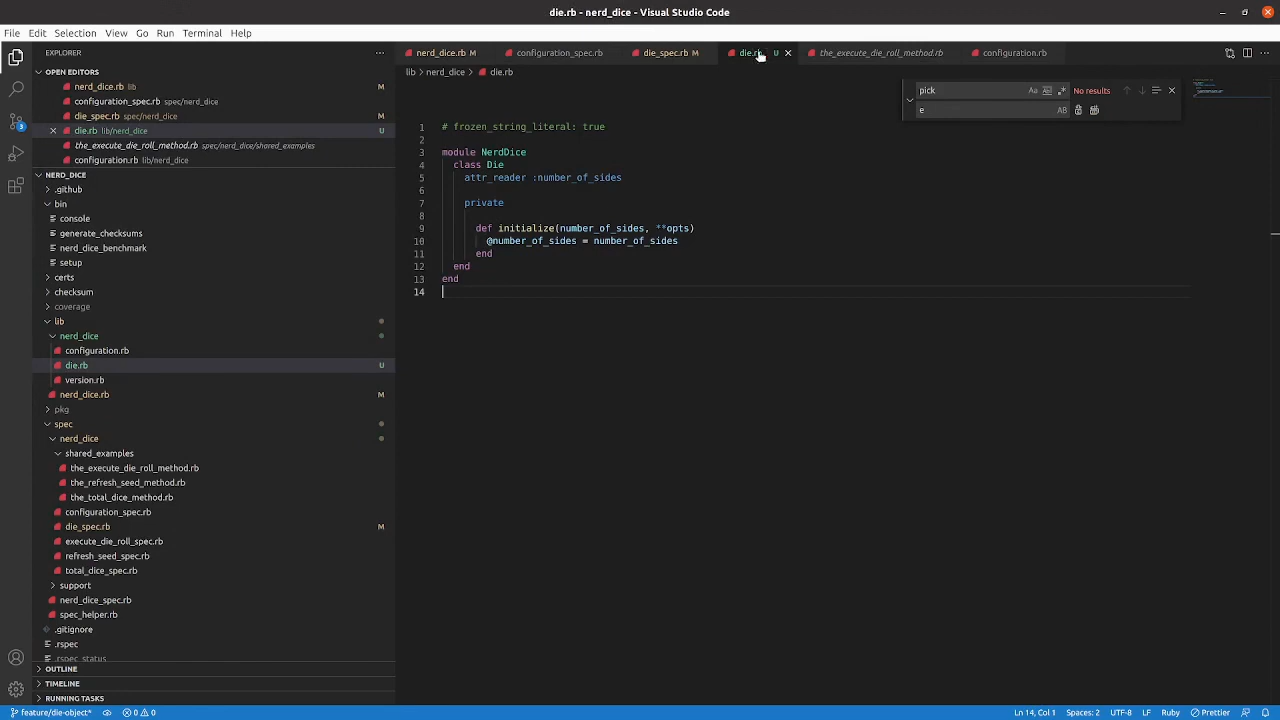 die.rb - nerd_dice - Visual Studio Code
File Edit Selection View Go Run Terminal Help
EXPLORER
nerd_dice.rb M
configuration_spec.rb
die_spec.rb M
die.rb U
the_execute_die_roll_method.rb
configuration.rb
lib > nerd_dice > die.rb
OPEN EDITORS
nerd_dice.rb lib M
configuration_spec.rb spec/nerd_dice
die_spec.rb spec/nerd_dice M
die.rb lib/nerd_dice U
the_execute_die_roll_method.rb spec/nerd_dice/shared_examples
configuration.rb lib/nerd_dice
NERD_DICE
.github
bin
console
generate_checksums
nerd_dice_benchmark
setup
certs
checksum
coverage
lib
nerd_dice
configuration.rb
die.rb U
version.rb
nerd_dice.rb M
pkg
spec
nerd_dice
shared_examples
the_execute_die_roll_method.rb
the_refresh_seed_method.rb
the_total_dice_method.rb
configuration_spec.rb
die_spec.rb M
execute_die_roll_spec.rb
refresh_seed_spec.rb
total_dice_spec.rb
support
nerd_dice_spec.rb
spec_helper.rb
.gitignore
.rspec
.rspec_status
OUTLINE
TIMELINE
RUNNING TASKS
3
pick Aa Ab .* No results
e AB
1 # frozen_string_literal: true
2
3 module NerdDice
4 class Die
5 attr_reader :number_of_sides
6
7 private
8
9 def initialize(number_of_sides, **opts)
10 @number_of_sides = number_of_sides
11 end
12 end
13 end
14
feature/die-object* 0 0
Ln 14, Col 1 Spaces: 2 UTF-8 LF Ruby Prettier